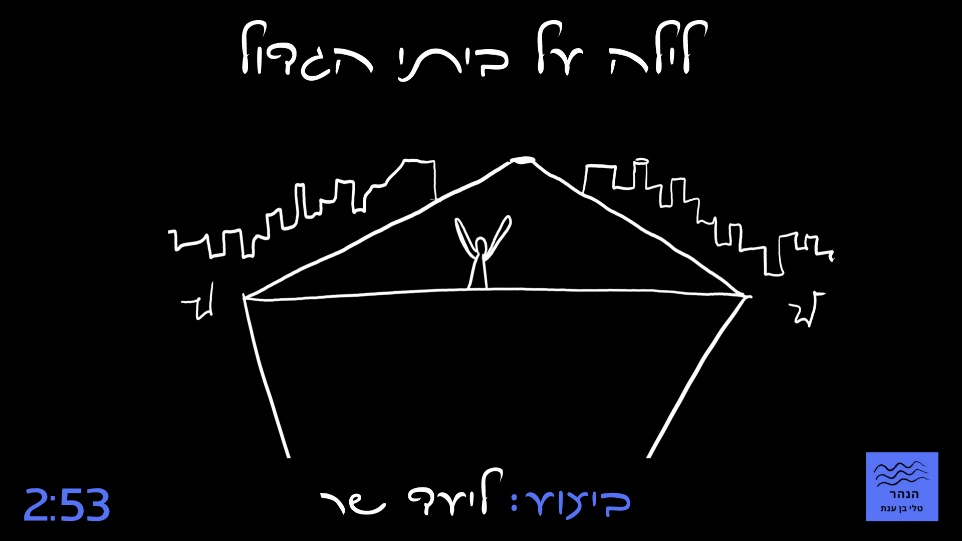 לילה על ביתי הגדול
ביצוע: ליעד שר
2:53
הנהר
טלי בן ענת